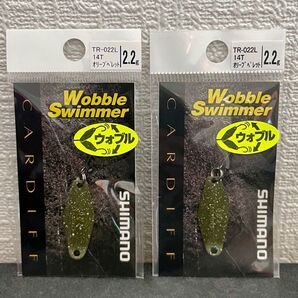 TR-022L
14T
オリーブペレット
2.2g
Wobble
Swimmer
ウォブル
CARDIFF
SHIMANO
TR-022L
14T
オリーブペレット
2.2g
Wobble
Swimmer
ウォブル
CARDIFF
SHIMANO